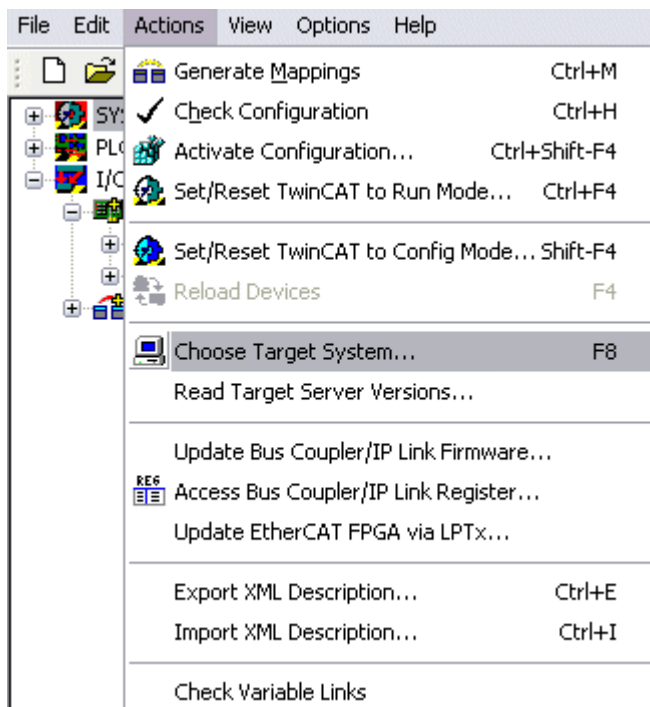 File Edit Actions View Options Help
Generate Mappings Ctrl+M
Check Configuration Ctrl+H
Activate Configuration... Ctrl+Shift-F4
Set/Reset TwinCAT to Run Mode... Ctrl+F4
Set/Reset TwinCAT to Config Mode... Shift-F4
Reload Devices F4
Choose Target System... F8
Read Target Server Versions...
Update Bus Coupler/IP Link Firmware...
REG Access Bus Coupler/IP Link Register...
Update EtherCAT FPGA via LPTx...
Export XML Description... Ctrl+E
Import XML Description... Ctrl+I
Check Variable Links